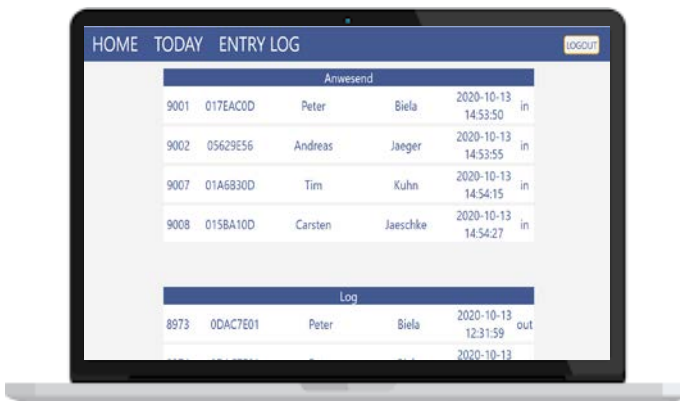 HOME TODAY ENTRY LOG LOGOUT
Anwesend
9001 017EAC0D Peter Biela 2020-10-13 14:53:50 in
9002 05629E56 Andreas Jaeger 2020-10-13 14:53:55 in
9007 01A6B30D Tim Kuhn 2020-10-13 14:54:15 in
9008 015BA10D Carsten Jaeschke 2020-10-13 14:54:27 in
Log
8973 0DAC7E01 Peter Biela 2020-10-13 12:31:59 out
2020-10-13